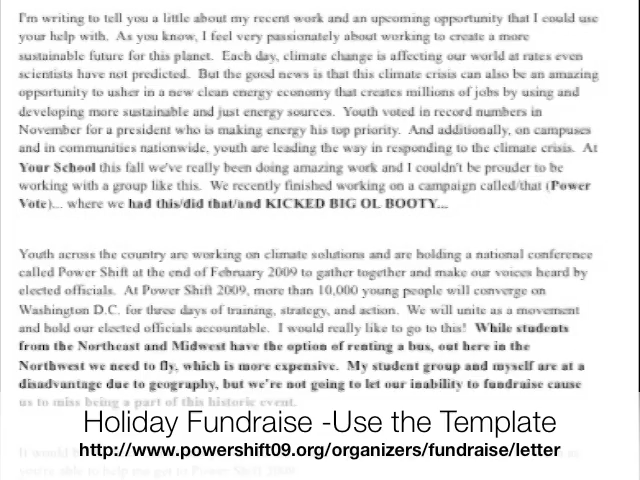 I'm writing to tell you a little about my recent work and an upcoming opportunity that I could use
your help with. As you know, I feel very passionately about working to create a more
sustainable future for this planet. Each day, climate change is affecting our world at rates even
scientists have not predicted. But the good news is that this climate crisis can also be an amazing
opportunity to usher in a new clean energy economy that creates millions of jobs by using and
developing more sustainable and just energy sources. Youth voted in record numbers in
November for a president who is making energy his top priority. And additionally, on campuses
and in communities nationwide, youth are leading the way in responding to the climate crisis. At
Your School this fall we've really been doing amazing work and I couldn't be prouder to be
working with a group like this. We recently finished working on a campaign called/that (Power
Vote)... where we had this/did that/and KICKED BIG OL BOOTY...
Youth across the country are working on climate solutions and are holding a national conference
called Power Shift at the end of February 2009 to gather together and make our voices heard by
elected officials. At Power Shift 2009, more than 10,000 young people will converge on
Washington D.C. for three days of training, strategy, and action. We will unite as a movement
and hold our elected officials accountable. I would really like to go to this! While students
from the Northeast and Midwest have the option of renting a bus, out here in the
Northwest we need to fly, which is more expensive. My student group and myself are at a
disadvantage due to geography, but we're not going to let our inability to fundraise cause
us to miss being a part of this historic event.
Holiday Fundraise -Use the Template
http://www.powershift09.org/organizers/fundraise/letter